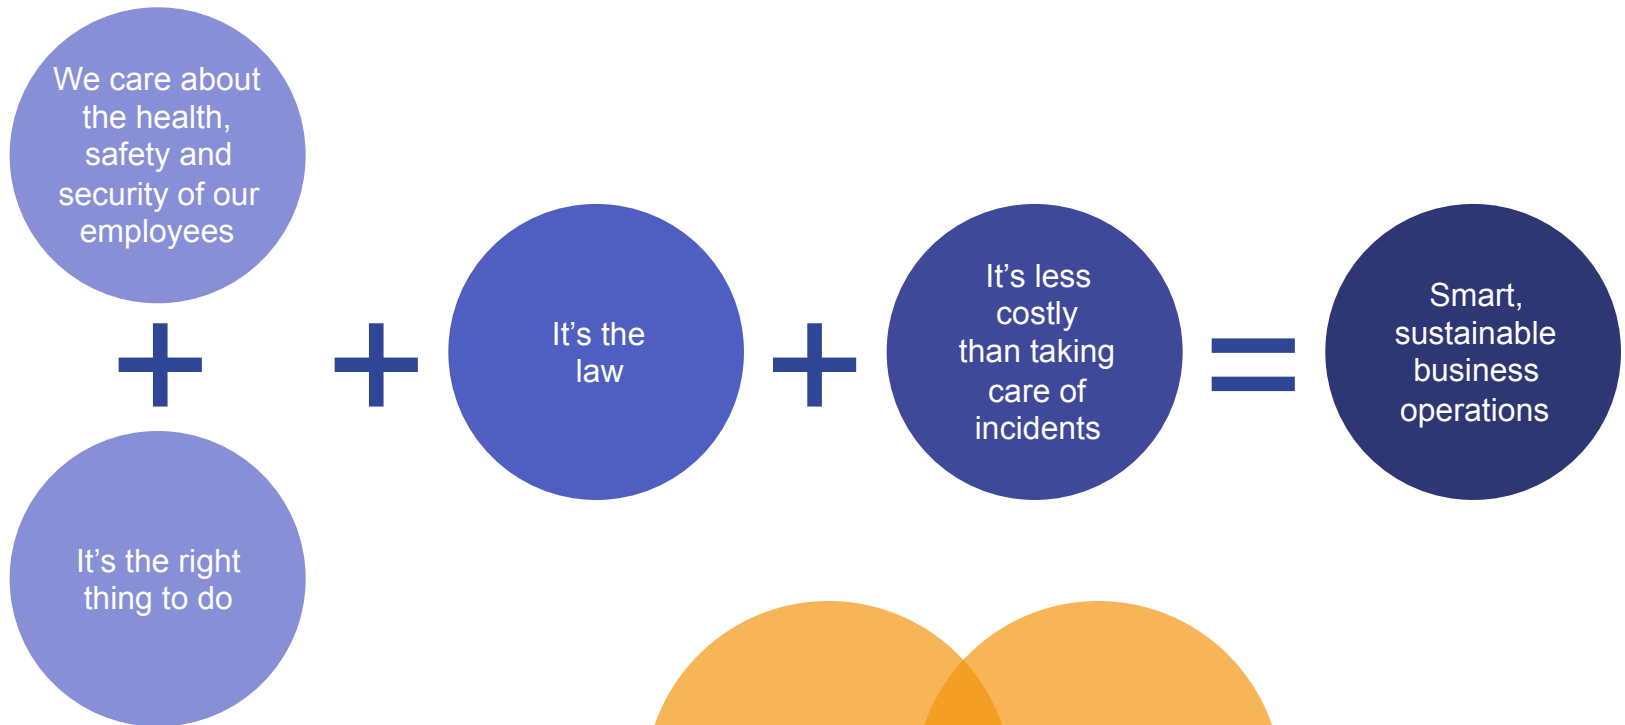 We care about
the health,
safety and
security of our
employees
+
It’s the right
thing to do
+
It’s the
law
+
It’s less
costly
than taking
care of
incidents
=
Smart,
sustainable
business
operations